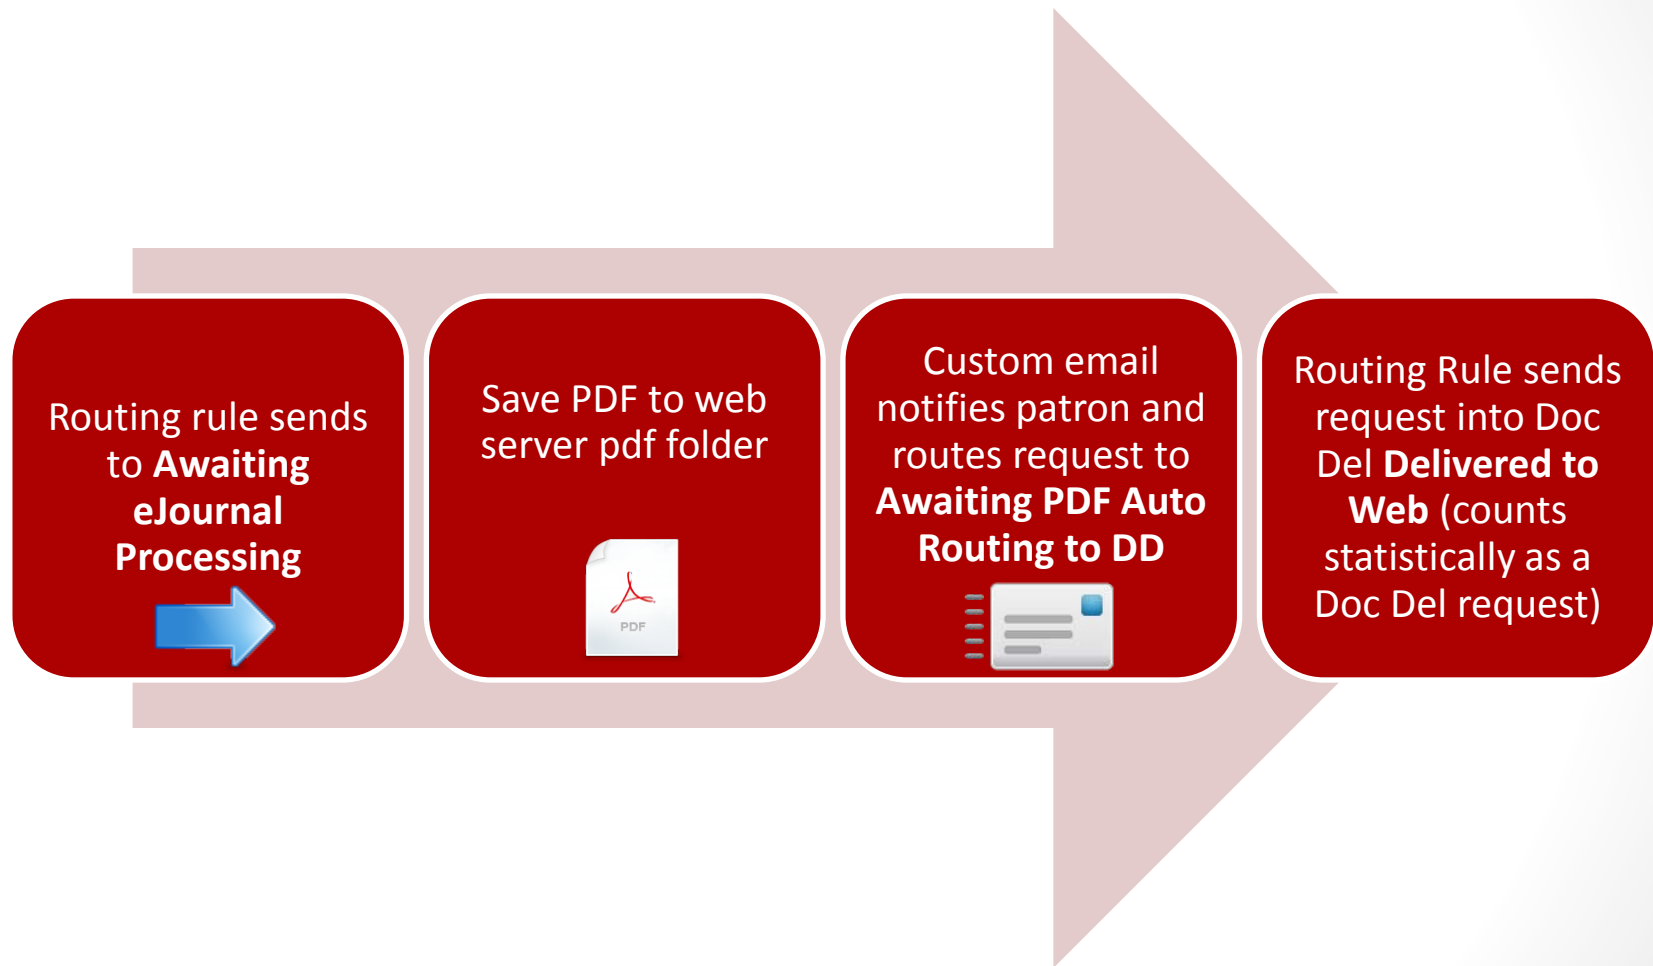 Routing rule sends
to Awaiting
eJournal
Processing
Save PDF to web
server pdf folder
PDF
Custom email
notifies patron and
routes request to
Awaiting PDF Auto
Routing to DD
Routing Rule sends
request into Doc
Del Delivered to
Web (counts
statistically as a
Doc Del request)